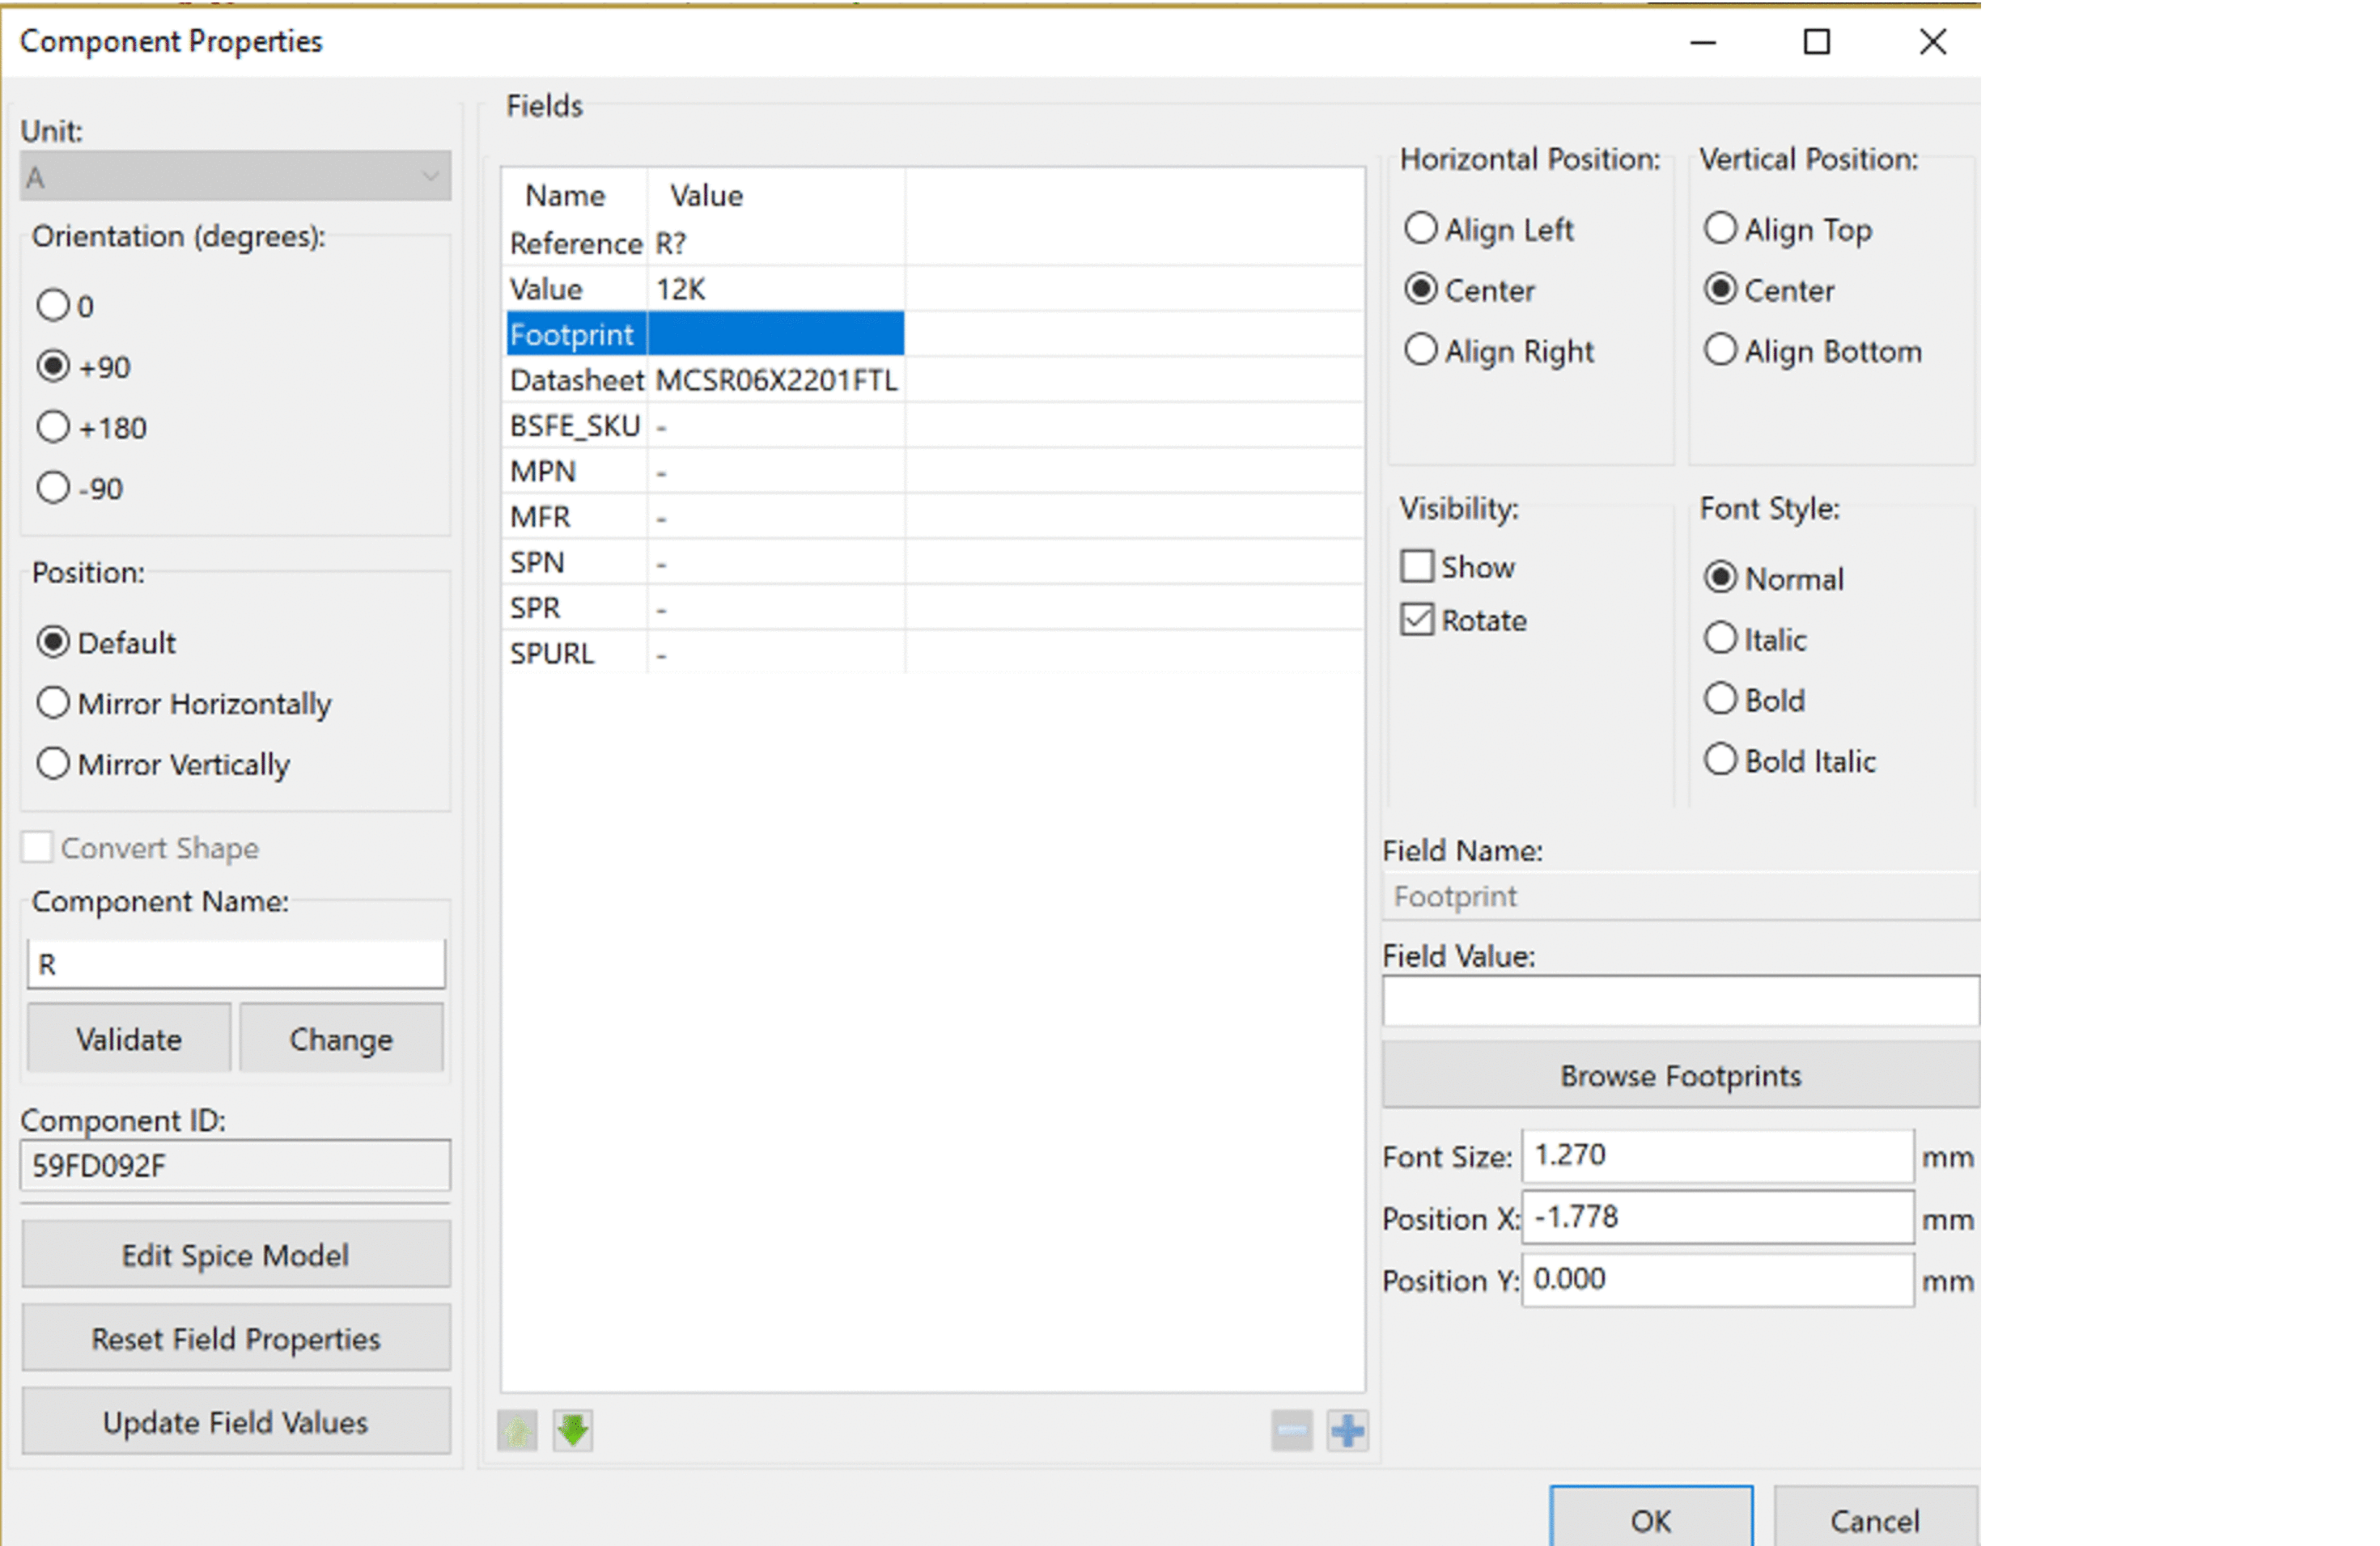 Component Properties
Unit:
A
Orientation (degrees):
0
+90
+180
-90
Position:
Default
Mirror Horizontally
Mirror Vertically
Convert Shape
Component Name:
R
Validate Change
Component ID:
59FD092F
Edit Spice Model
Reset Field Properties
Update Field Values
Fields
Name Value
Reference R?
Value 12K
Footprint
Datasheet MCSR06X2201FTL
BSFE_SKU -
MPN -
MFR -
SPN -
SPR -
SPURL -
Horizontal Position:
Align Left
Center
Align Right
Vertical Position:
Align Top
Center
Align Bottom
Visibility:
Show
Rotate
Font Style:
Normal
Italic
Bold
Bold Italic
Field Name:
Footprint
Field Value:
Browse Footprints
Font Size: 1.270 mm
Position X: -1.778 mm
Position Y: 0.000 mm
OK Cancel